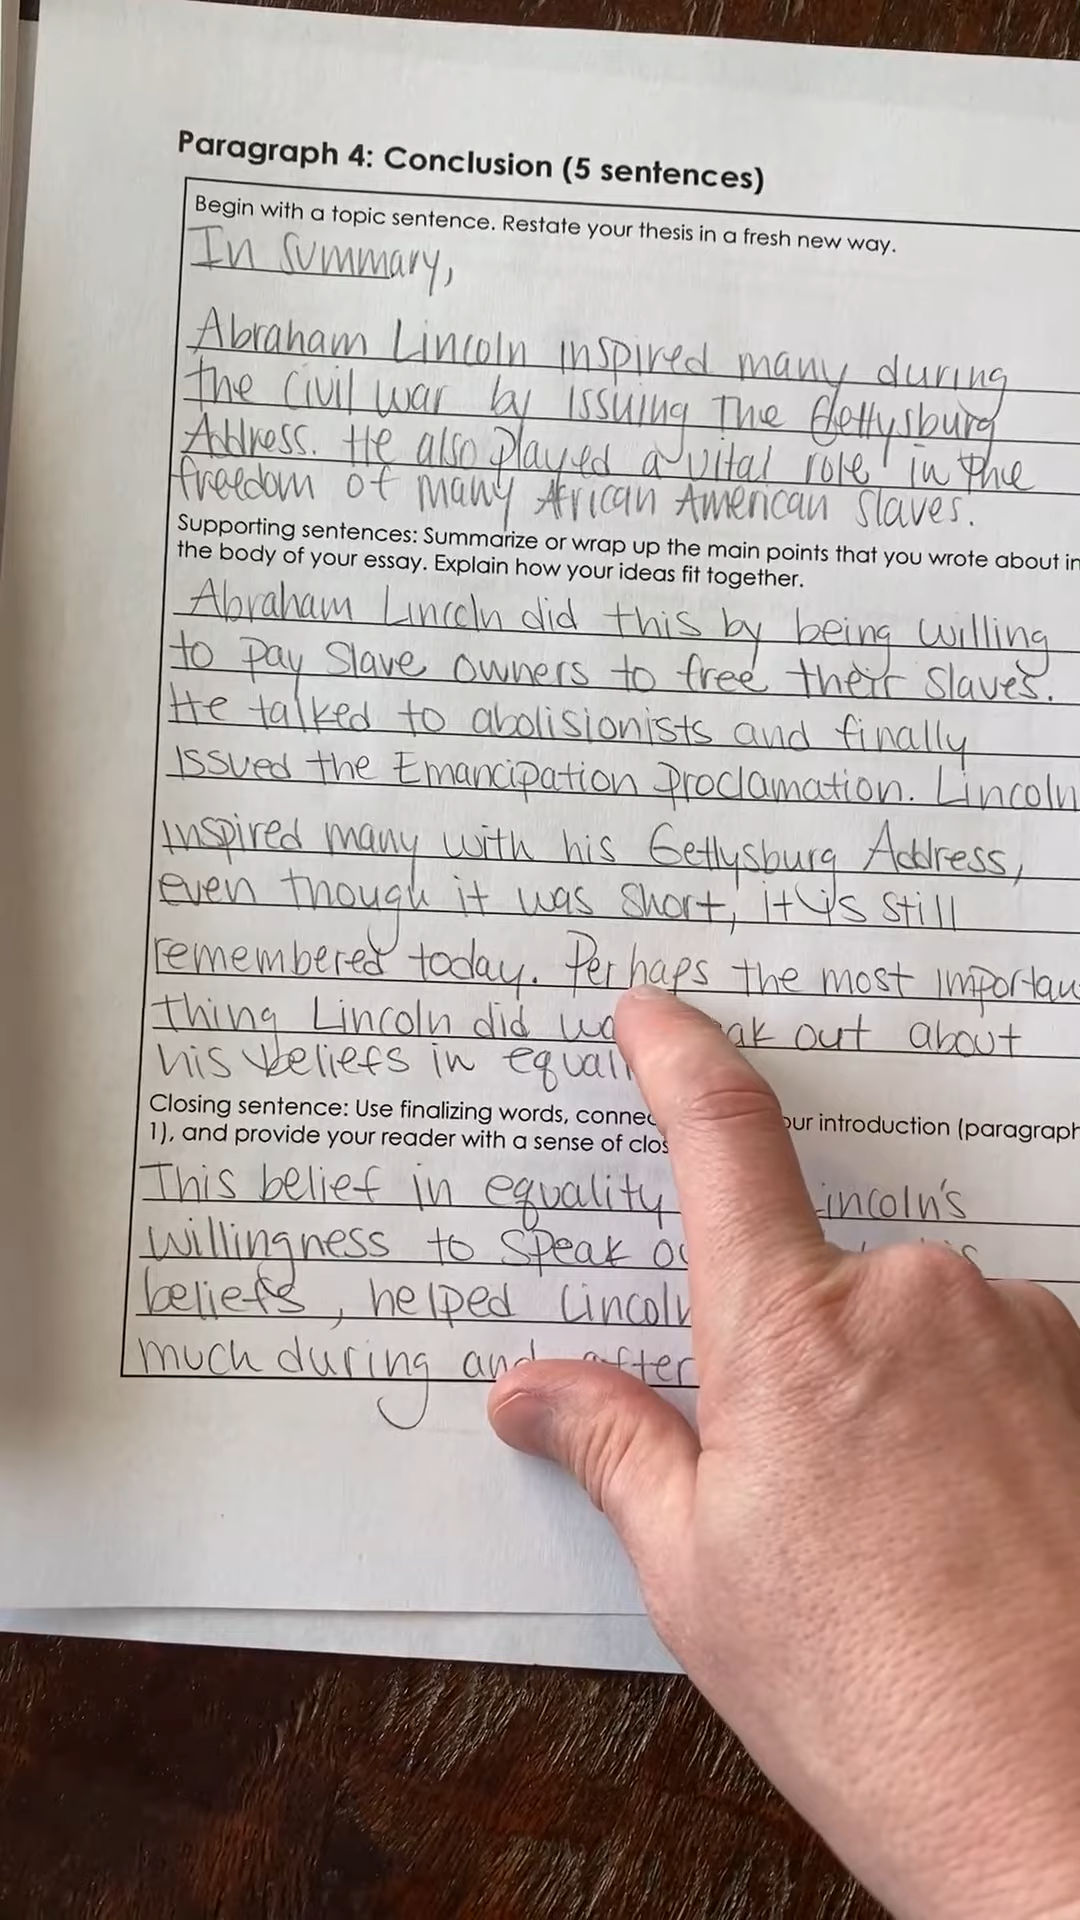 Paragraph 4: Conclusion (5 sentences)
Begin with a topic sentence. Restate your thesis in a fresh new way.
In summary,
Abraham Lincoln inspired many during
the civil war by issuing The Gettysburg
Address. He also played a vital role in the
freedom of many African American slaves.
Supporting sentences: Summarize or wrap up the main points that you wrote about in
the body of your essay. Explain how your ideas fit together.
Abraham Lincoln did this by being willing
to pay slave owners to free their slaves.
He talked to abolisionists and finally
issued the Emancipation Proclamation. Lincoln
inspired many with his Gettysburg Address,
even though it was short, it is still
remembered today. Perhaps the most
thing Lincoln did out about
his beliefs in
Closing sentence: Use finalizing words, introduction (paragraph
1), and provide your reader with a sense of
This belief in equality Lincoln's
willingness to speak
beliefs, helped
much during and after